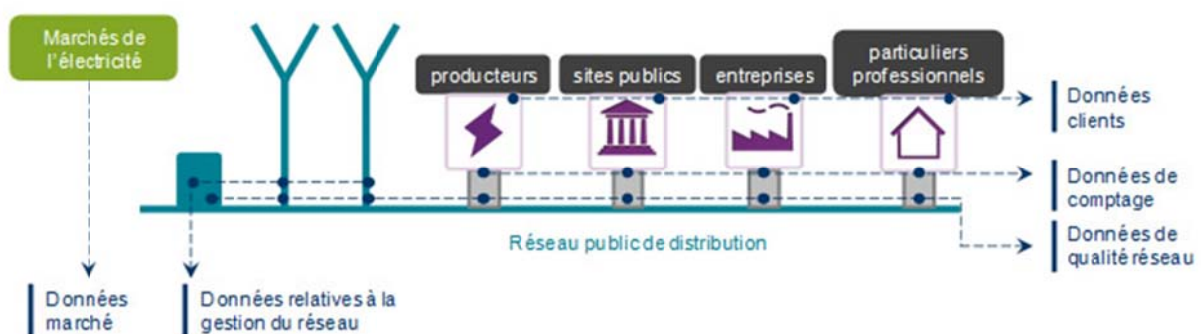 Marchés de
l'électricité
producteurs
sites publics
entreprises
particuliers
professionnels
Données
clients
Données de
comptage
Réseau public de distribution
Données de
qualité réseau
Données
marché
Données relatives à la
gestion du réseau